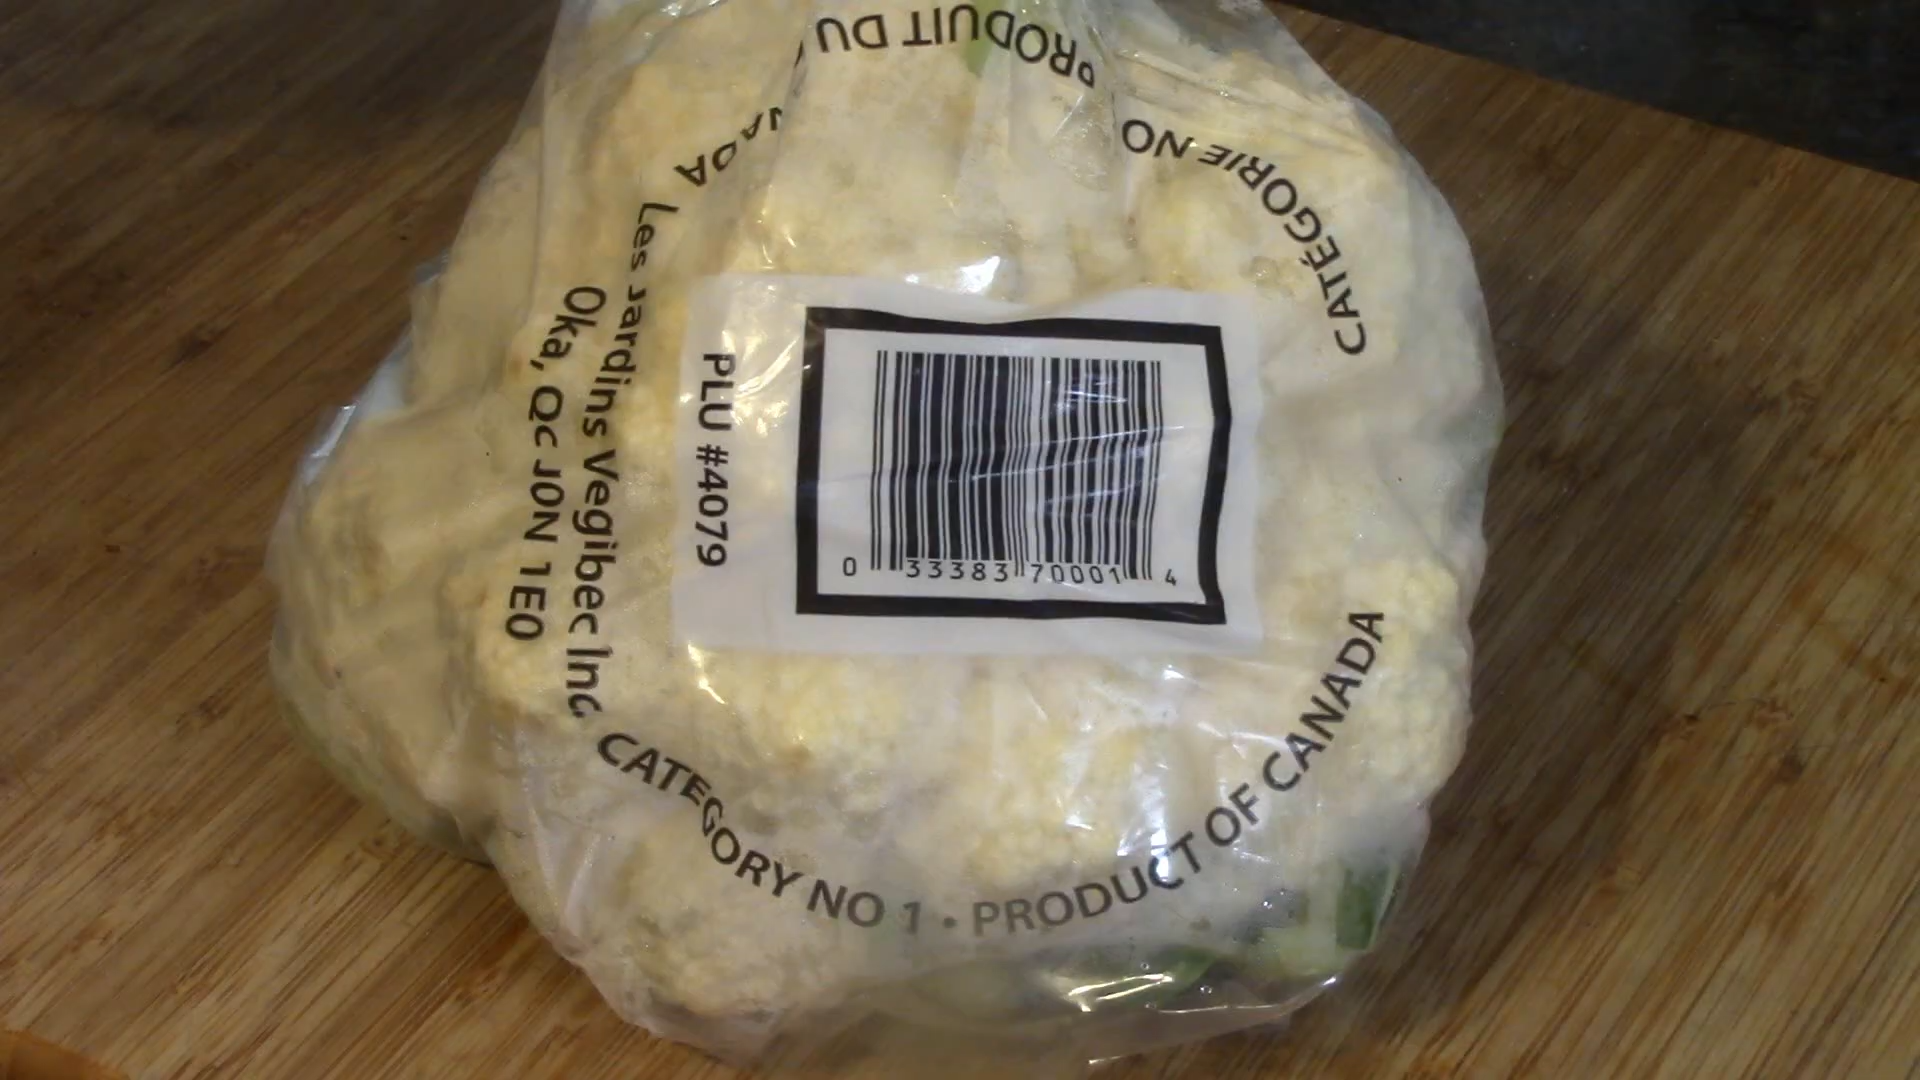 PRODUIT DU
CATÉGORIE NO
Les Jardins Vegibec Inc.
Oka, Qc J0N 1E0
PLU #4079
0 33383 70001 4
CATEGORY NO 1 • PRODUCT OF CANADA